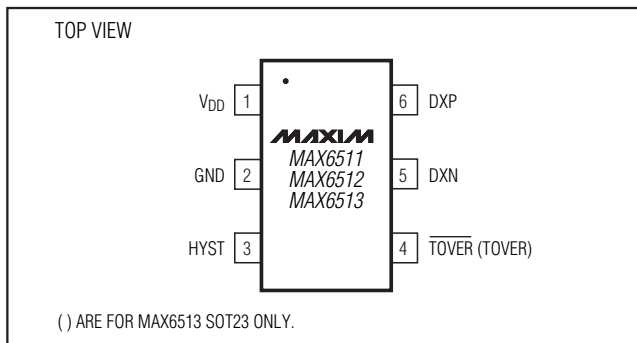 TOP VIEW
VDD 1
6 DXP
MAXIM
MAX6511
MAX6512
MAX6513
GND 2
5 DXN
HYST 3
4 TOVER (TOVER)
( ) ARE FOR MAX6513 SOT23 ONLY.